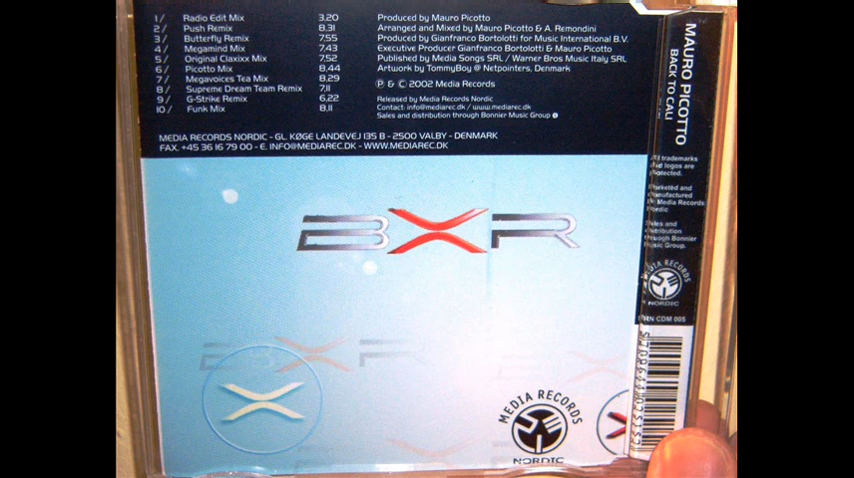 1 / Radio Edit Mix 3,20
2 / Push Remix 8,31
3 / Butterfly Remix 7,55
4 / Megamind Mix 7,43
5 / Original Claxixx Mix 7,52
6 / Picotto Mix 8,44
7 / Megavoices Tea Mix 8,29
8 / Supreme Dream Team Remix 7,11
9 / G-Strike Remix 6,22
10 / Funk Mix 8,11
Produced by Mauro Picotto
Arranged and Mixed by Mauro Picotto & A. Remondini
Produced by Gianfranco Bortolotti for Music International B.V.
Executive Producer Gianfranco Bortolotti & Mauro Picotto
Published by Media Songs SRL / Warner Bros Music Italy SRL
Artwork by TommyBoy @ Netpointers, Denmark
℗ & © 2002 Media Records
Released by Media Records Nordic
Contact: info@mediarec.dk / www.mediarec.dk
Sales and distribution through Bonnier Music Group
MEDIA RECORDS NORDIC - GL. KØGE LANDEVEJ 135 B - 2500 VALBY - DENMARK
FAX. +45 36 16 79 00 - E. INFO@MEDIAREC.DK - WWW.MEDIAREC.DK
BXR
BXR
MEDIA RECORDS
NORDIC
MAURO PICOTTO
BACK TO CALI
All trademarks
and logos are
protected.
Marketed and
manufactured
by Media Records
Nordic
Sales and
distribution
through Bonnier
Music Group.
MEDIA RECORDS
NORDIC
MRN CDM 005